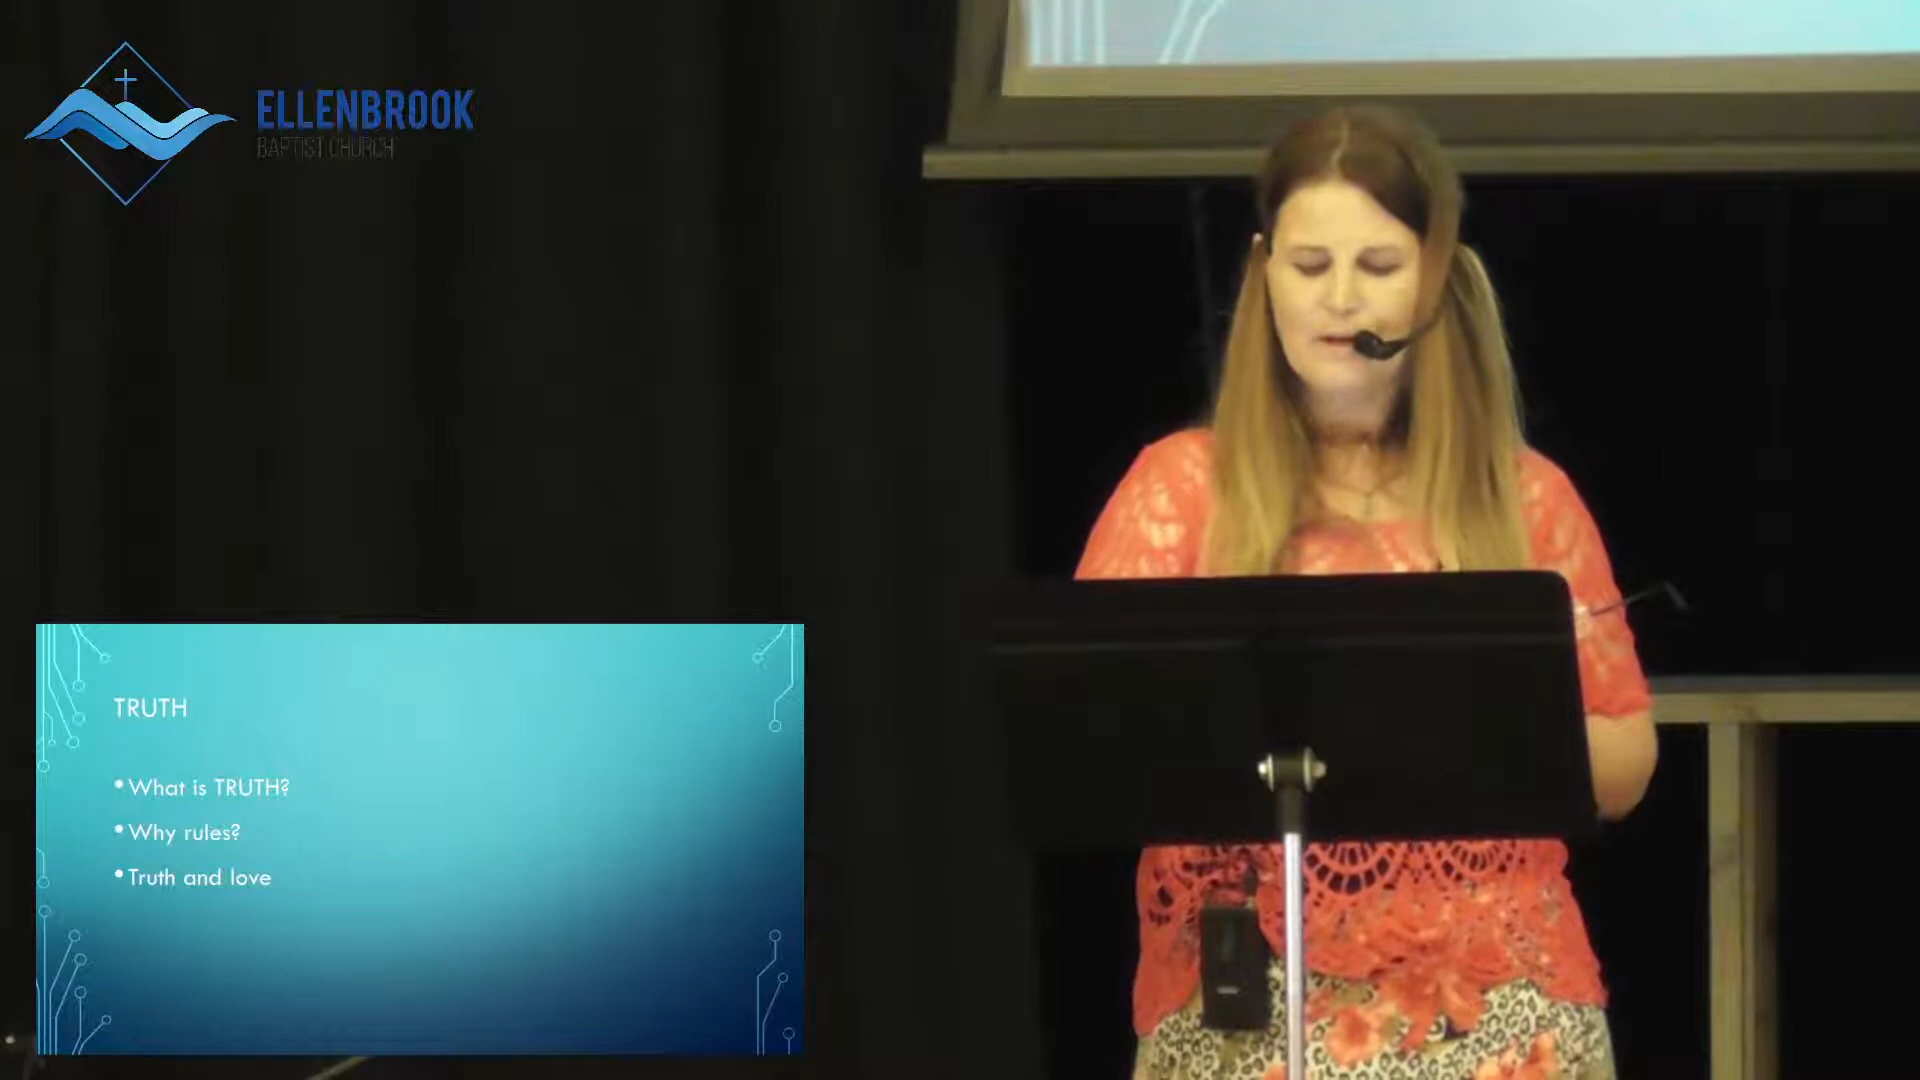 ELLENBROOK
BAPTIST CHURCH
TRUTH
• What is TRUTH?
• Why rules?
• Truth and love